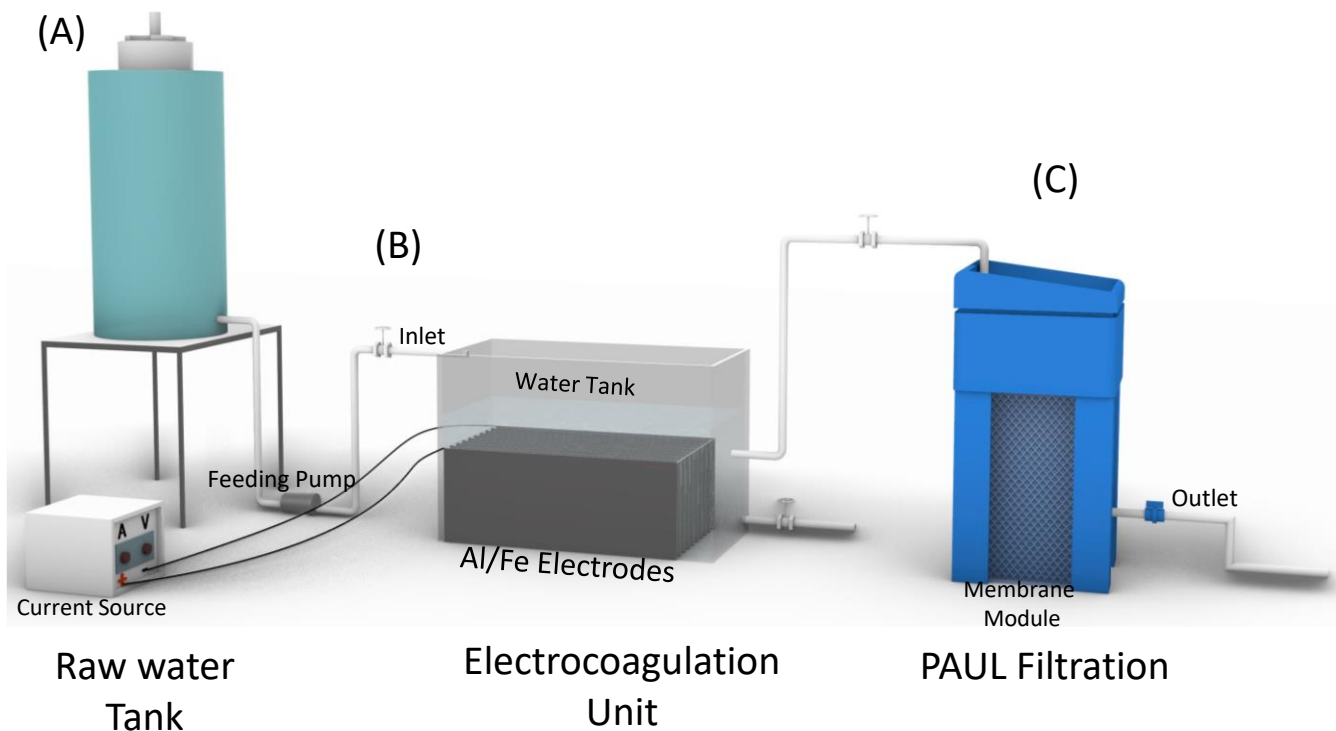 (A)
(B)
(C)
Inlet
Water Tank
Feeding Pump
A V
+ -
Al/Fe Electrodes
Current Source
Outlet
Membrane
Module
Raw water
Tank
Electrocoagulation
Unit
PAUL Filtration